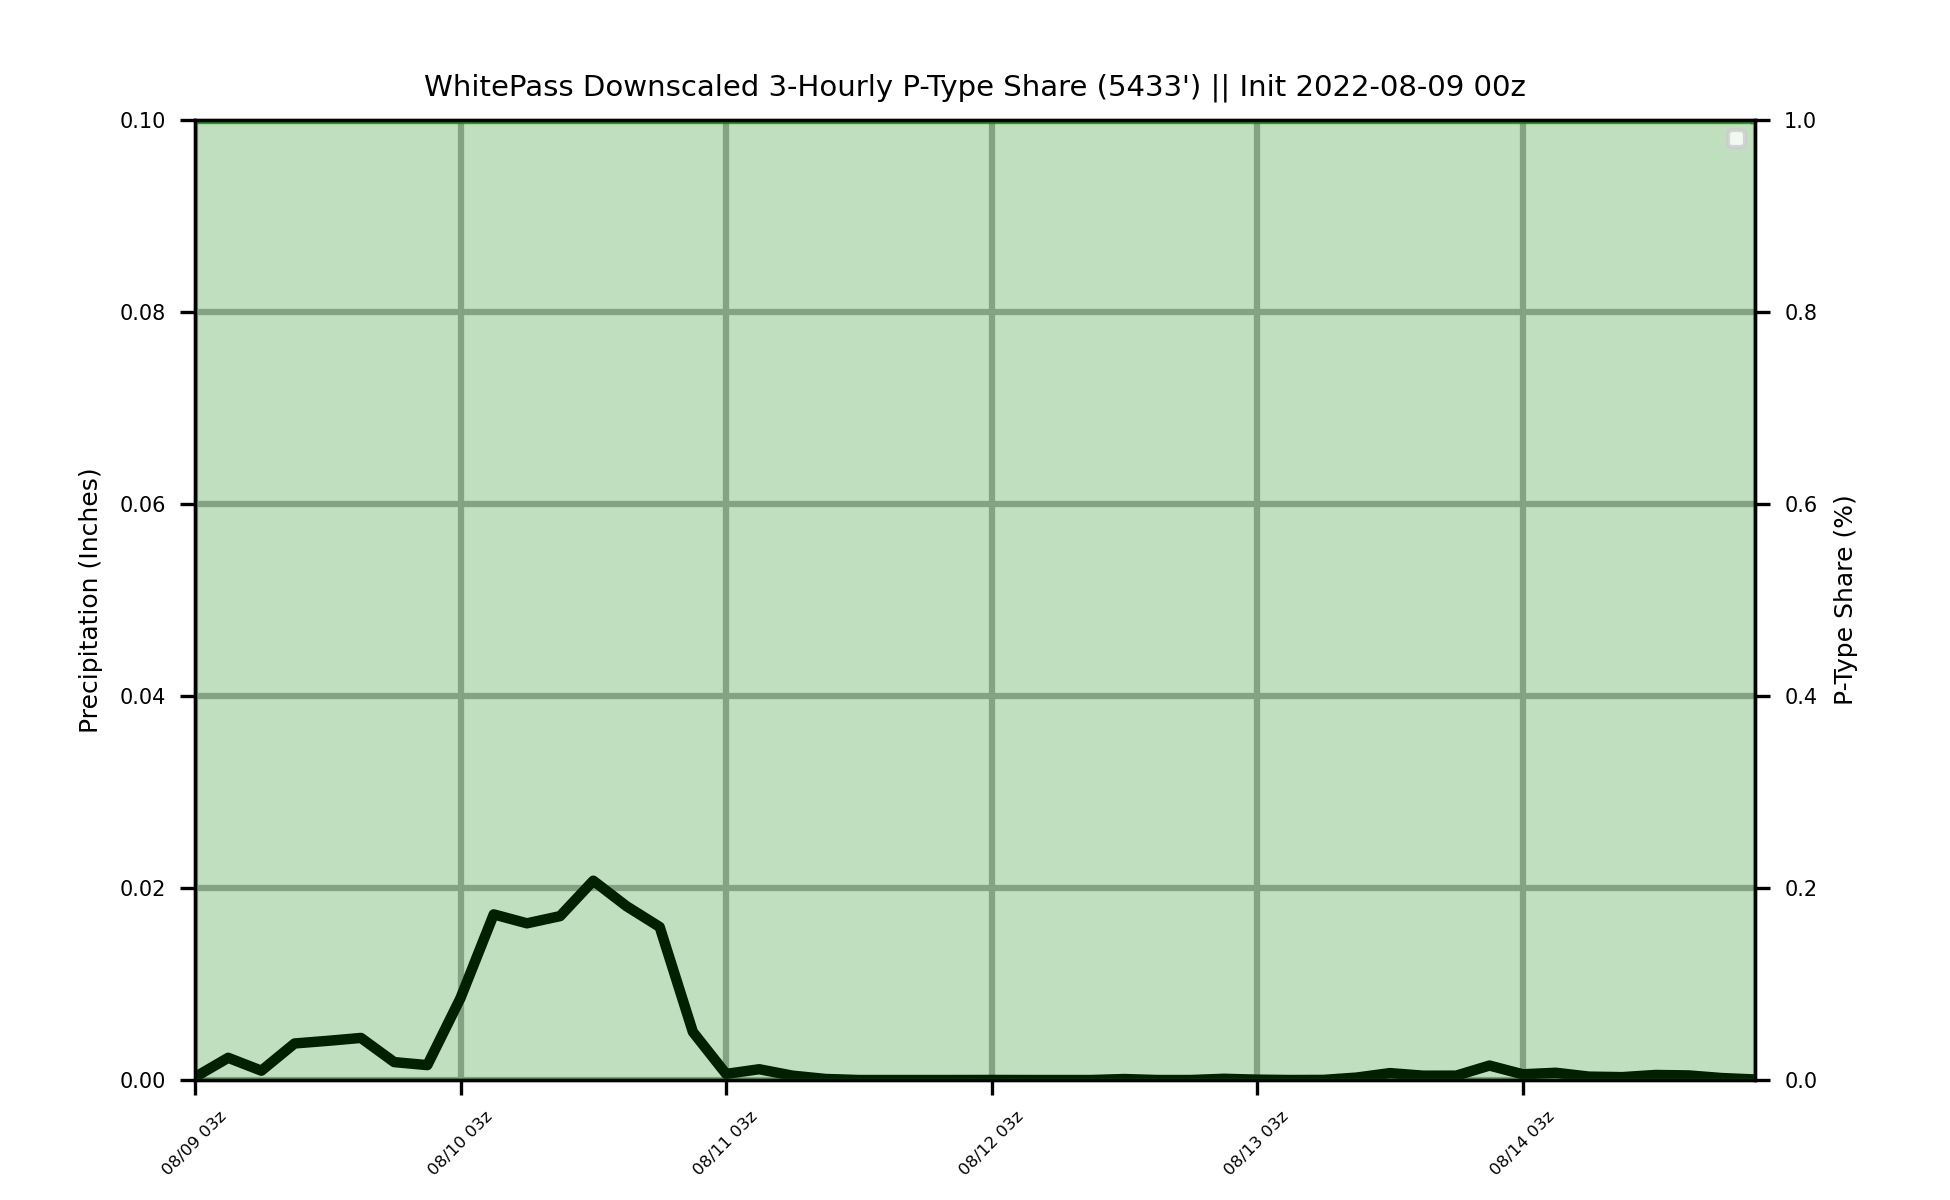 WhitePass Downscaled 3-Hourly P-Type Share (5433') || Init 2022-08-09 00z
Precipitation (Inches)
0.10
0.08
0.06
0.04
0.02
0.00
1.0
0.8
0.6
0.4
0.2
0.0
P-Type Share (%)
08/09 03z
08/10 03z
08/11 03z
08/12 03z
08/13 03z
08/14 03z